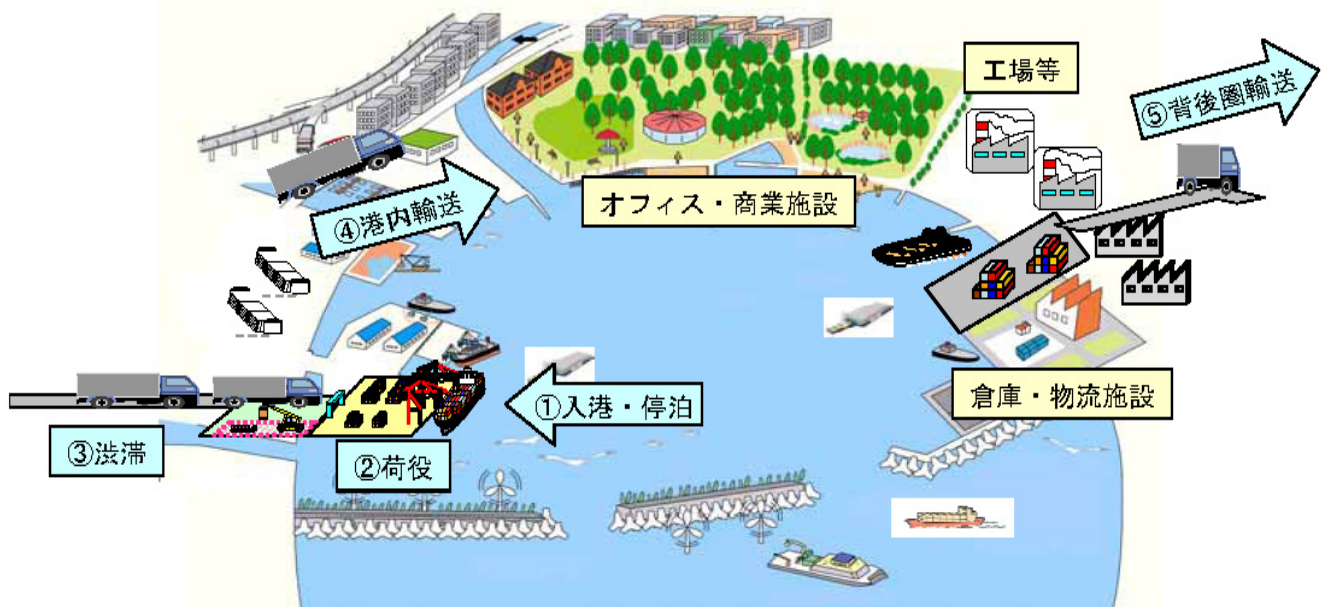 工場等
⑤背後圏輸送
オフィス・商業施設
④港内輸送
①入港・停泊
倉庫・物流施設
③渋滞
②荷役